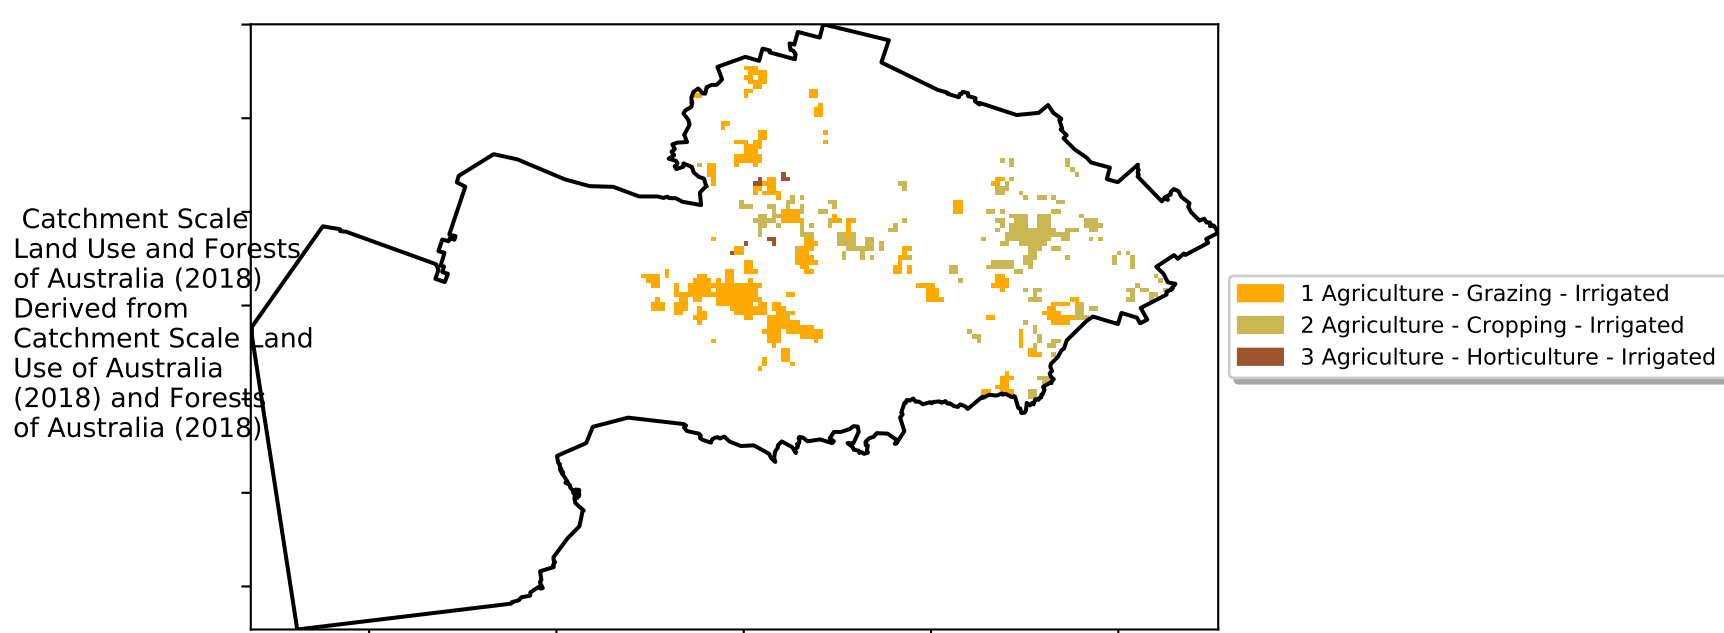 Catchment Scale
Land Use and Forests
of Australia (2018)
Derived from
Catchment Scale Land
Use of Australia
(2018) and Forests
of Australia (2018)
1 Agriculture - Grazing - Irrigated
2 Agriculture - Cropping - Irrigated
3 Agriculture - Horticulture - Irrigated